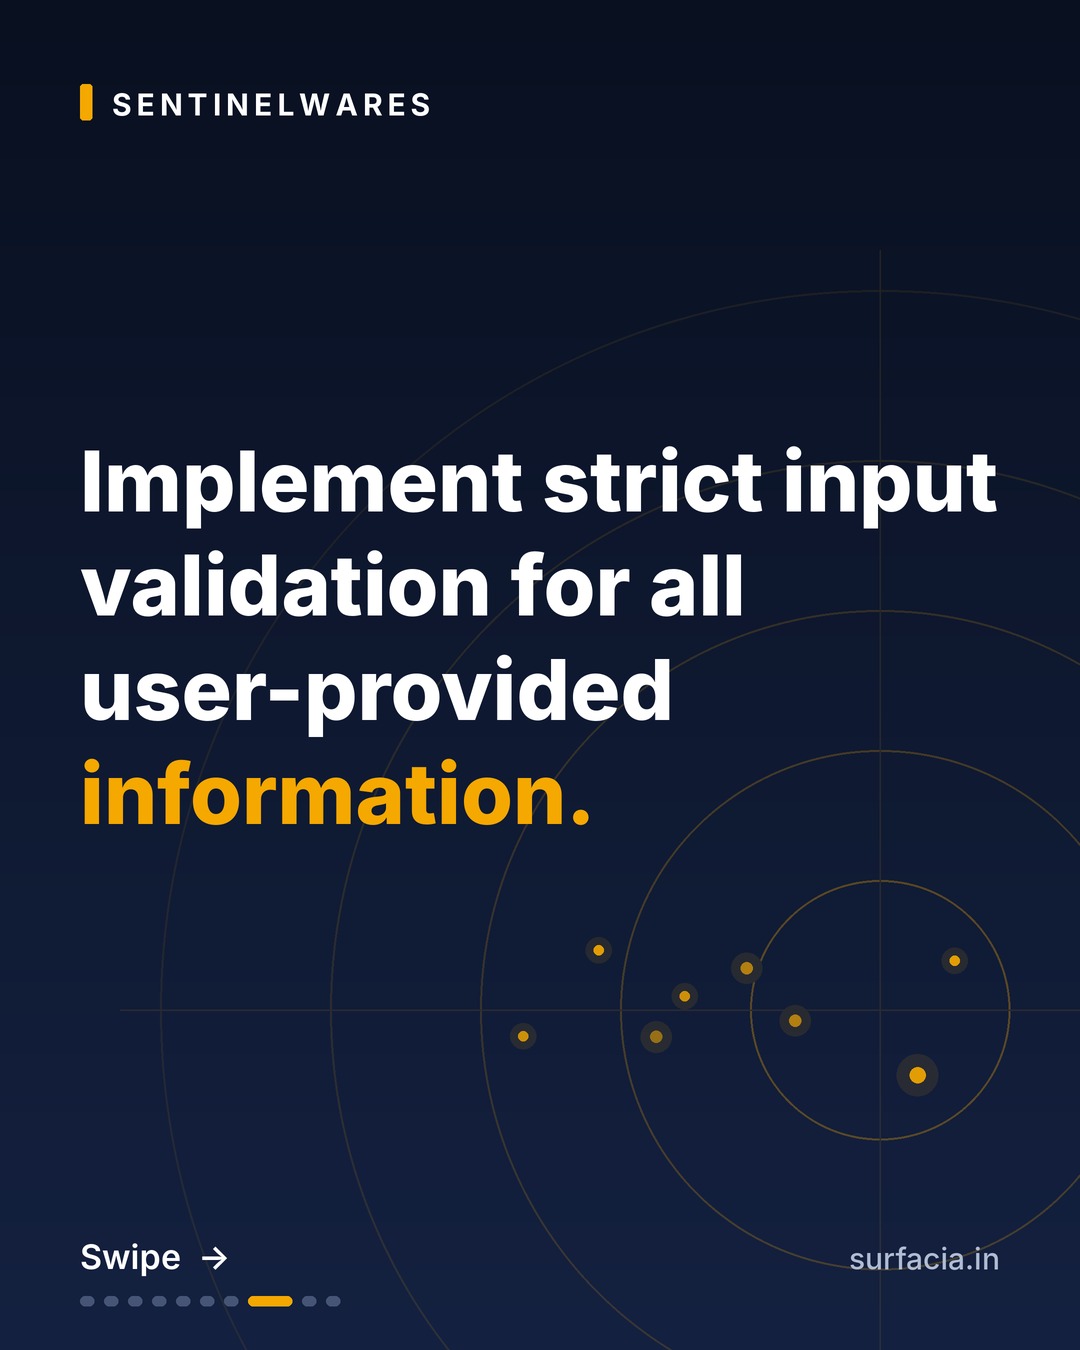 SENTINELWARES
Implement strict input
validation for all
user-provided
information.
Swipe →
surfacia.in